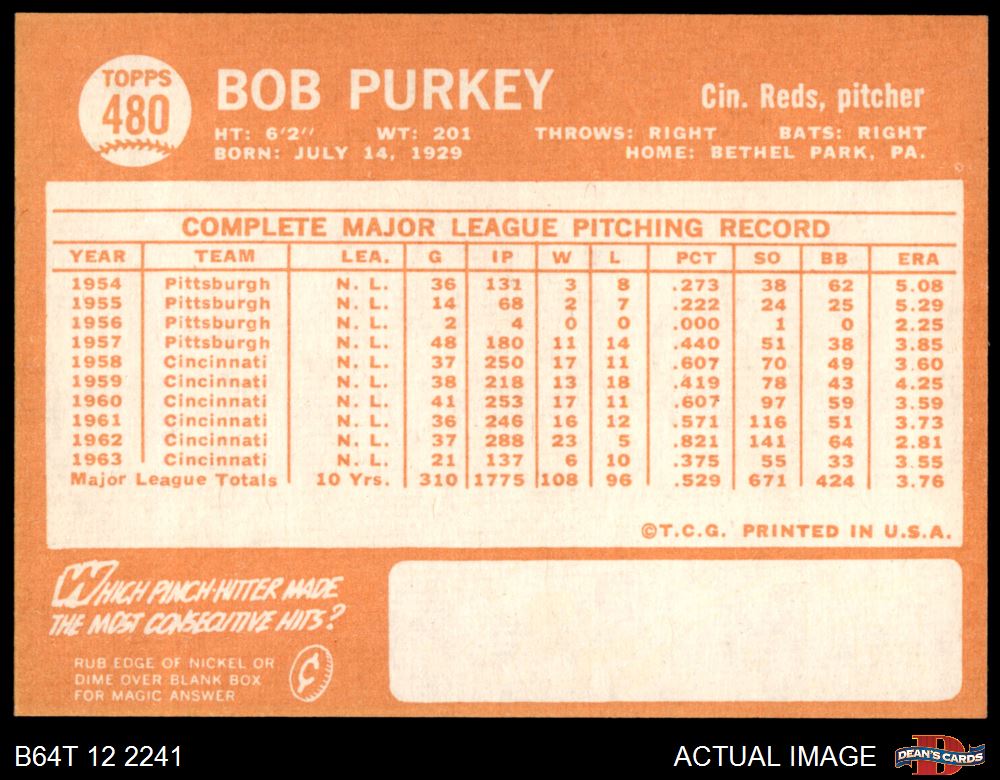 TOPPS
480
BOB PURKEY
Cin. Reds, pitcher
HT: 6'2" WT: 201 THROWS: RIGHT BATS: RIGHT
BORN: JULY 14, 1929 HOME: BETHEL PARK, PA.
COMPLETE MAJOR LEAGUE PITCHING RECORD
YEAR TEAM LEA. G IP W L PCT SO BB ERA
1954 Pittsburgh N. L. 36 131 3 8 .273 38 62 5.08
1955 Pittsburgh N. L. 14 68 2 7 .222 24 25 5.29
1956 Pittsburgh N. L. 2 4 0 0 .000 1 0 2.25
1957 Pittsburgh N. L. 48 180 11 14 .440 51 38 3.85
1958 Cincinnati N. L. 37 250 17 11 .607 70 49 3.60
1959 Cincinnati N. L. 38 218 13 18 .419 78 43 4.25
1960 Cincinnati N. L. 41 253 17 11 .607 97 59 3.59
1961 Cincinnati N. L. 36 246 16 12 .571 116 51 3.73
1962 Cincinnati N. L. 37 288 23 5 .821 141 64 2.81
1963 Cincinnati N. L. 21 137 6 10 .375 55 33 3.55
Major League Totals 10 Yrs. 310 1775 108 96 .529 671 424 3.76
©T.C.G. PRINTED IN U.S.A.
WHICH PINCH-HITTER MADE
THE MOST CONSECUTIVE HITS?
RUB EDGE OF NICKEL OR
DIME OVER BLANK BOX
FOR MAGIC ANSWER
¢
B64T 12 2241
ACTUAL IMAGE
D
DEAN'S CARDS